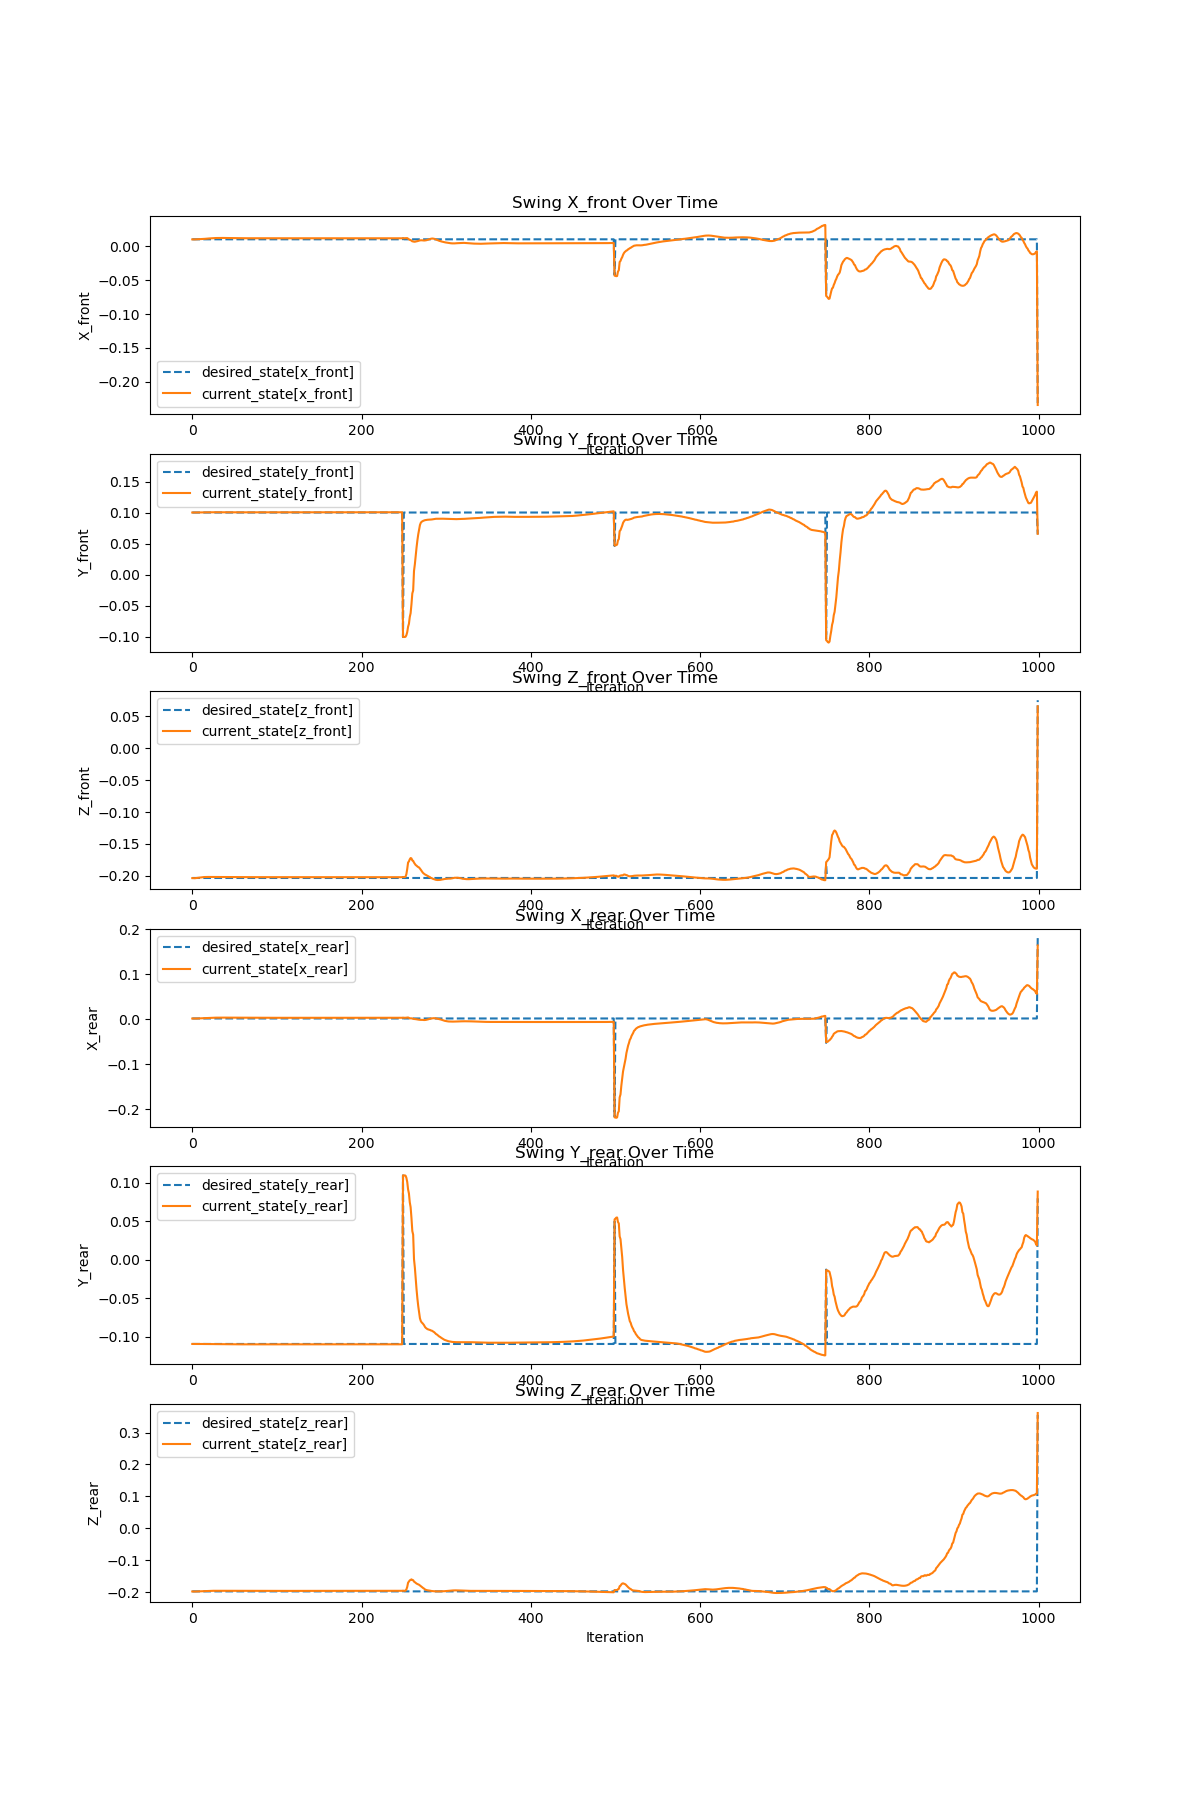 Swing X_front Over Time
X_front
0.00
−0.05
−0.10
−0.15
−0.20
desired_state[x_front]
current_state[x_front]
0 200 400 600 800 1000
Iteration
Swing Y_front Over Time
Y_front
0.15
0.10
0.05
0.00
−0.05
−0.10
desired_state[y_front]
current_state[y_front]
0 200 400 600 800 1000
Iteration
Swing Z_front Over Time
Z_front
0.05
0.00
−0.05
−0.10
−0.15
−0.20
desired_state[z_front]
current_state[z_front]
0 200 400 600 800 1000
Iteration
Swing X_rear Over Time
X_rear
0.2
0.1
0.0
−0.1
−0.2
desired_state[x_rear]
current_state[x_rear]
0 200 400 600 800 1000
Iteration
Swing Y_rear Over Time
Y_rear
0.10
0.05
0.00
−0.05
−0.10
desired_state[y_rear]
current_state[y_rear]
0 200 400 600 800 1000
Iteration
Swing Z_rear Over Time
Z_rear
0.3
0.2
0.1
0.0
−0.1
−0.2
desired_state[z_rear]
current_state[z_rear]
0 200 400 600 800 1000
Iteration